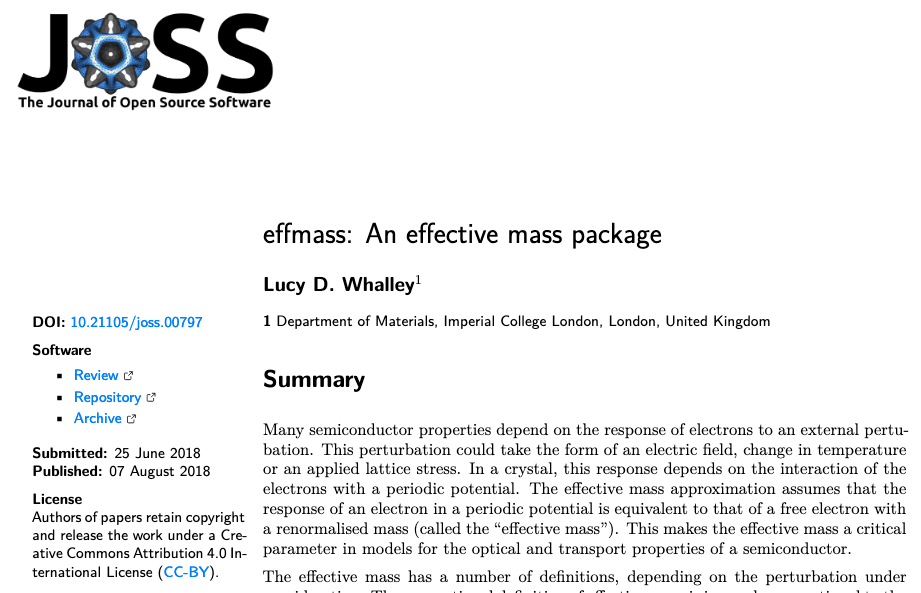 JOSS
The Journal of Open Source Software
effmass: An effective mass package
Lucy D. Whalley1
DOI: 10.21105/joss.00797
Software
Review
Repository
Archive
Submitted: 25 June 2018
Published: 07 August 2018
License
Authors of papers retain copyright
and release the work under a Cre-
ative Commons Attribution 4.0 In-
ternational License (CC-BY).
1 Department of Materials, Imperial College London, London, United Kingdom
Summary
Many semiconductor properties depend on the response of electrons to an external pertu-
bation. This perturbation could take the form of an electric field, change in temperature
or an applied lattice stress. In a crystal, this response depends on the interaction of the
electrons with a periodic potential. The effective mass approximation assumes that the
response of an electron in a periodic potential is equivalent to that of a free electron with
a renormalised mass (called the “effective mass”). This makes the effective mass a critical
parameter in models for the optical and transport properties of a semiconductor.
The effective mass has a number of definitions, depending on the perturbation under